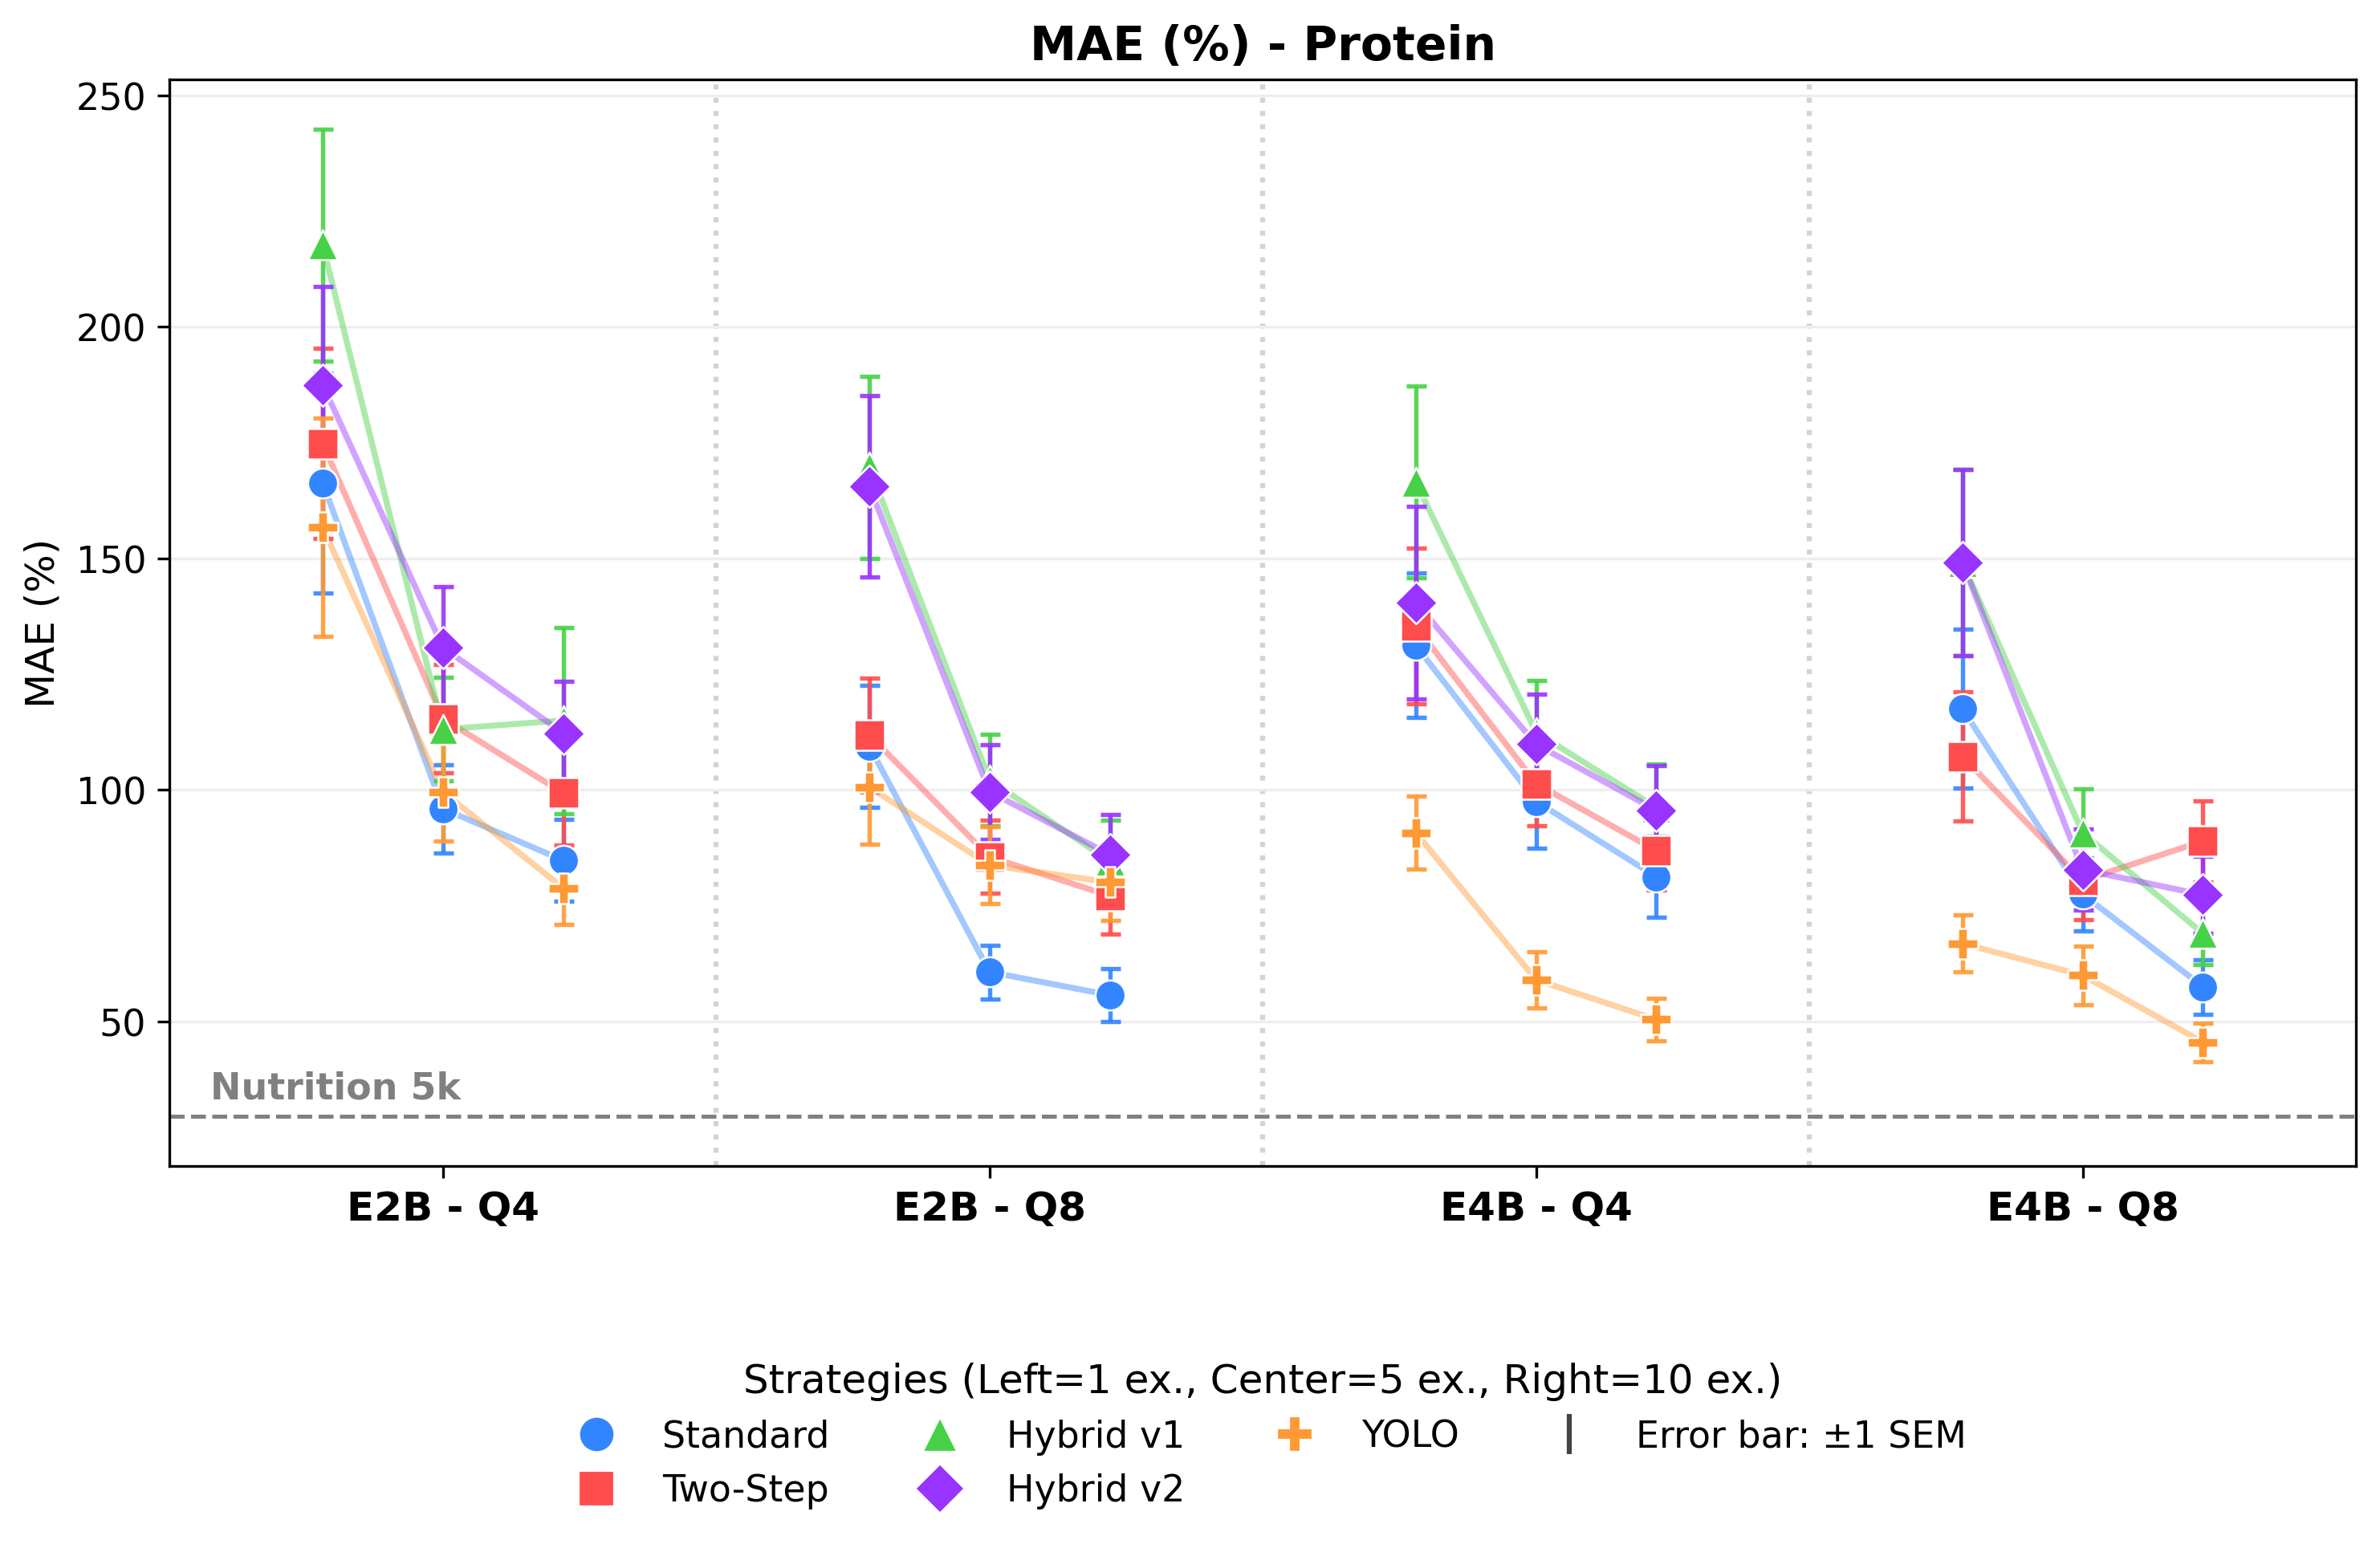 MAE (%) - Protein
MAE (%)
250
200
150
100
50
Nutrition 5k
E2B - Q4
E2B - Q8
E4B - Q4
E4B - Q8
Strategies (Left=1 ex., Center=5 ex., Right=10 ex.)
Standard
Two-Step
Hybrid v1
Hybrid v2
YOLO
Error bar: ±1 SEM